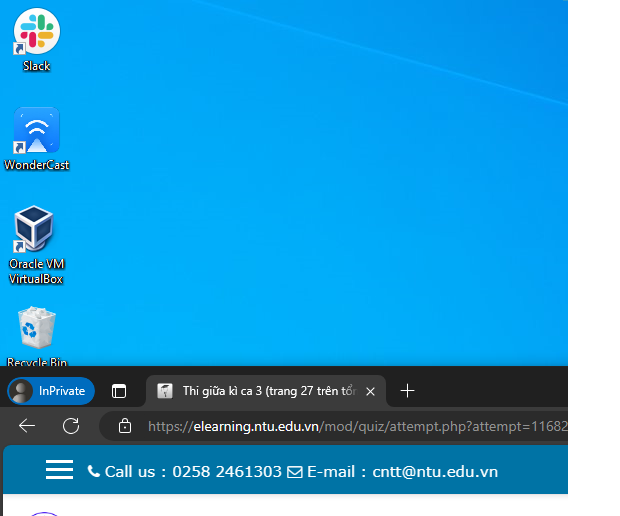 Slack
WonderCast
Oracle VM
VirtualBox
Recycle Bin
InPrivate
Thi giữa kì ca 3 (trang 27 trên
https://elearning.ntu.edu.vn/mod/quiz/attempt.php?attempt=11682
Call us : 0258 2461303 E-mail : cntt@ntu.edu.vn